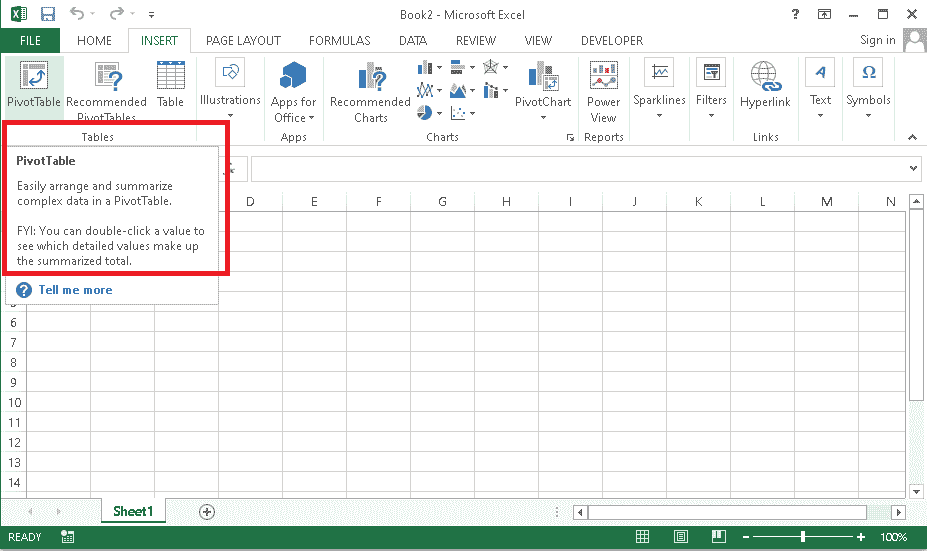 Book2 - Microsoft Excel
?
FILE HOME INSERT PAGE LAYOUT FORMULAS DATA REVIEW VIEW DEVELOPER Sign in
PivotTable
Recommended
PivotTables
Table
Illustrations
Apps for
Office
Recommended
Charts
PivotChart
Power
View
Sparklines
Filters
Hyperlink
Text
Symbols
Tables
Apps
Charts
Reports
Links
PivotTable
Easily arrange and summarize
complex data in a PivotTable.
FYI: You can double-click a value to
see which detailed values make up
the summarized total.
Tell me more
D E F G H I J K L M N
6
7
8
9
10
11
12
13
14
Sheet1
READY
100%